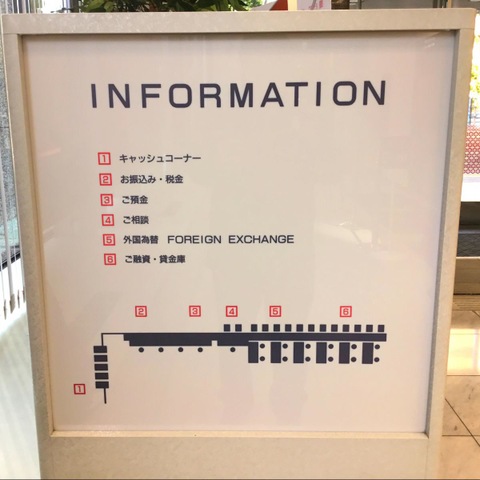 INFORMATION
1 キャッシュコーナー
2 お振込み・税金
3 ご預金
4 ご相談
5 外国為替 FOREIGN EXCHANGE
6 ご融資・貸金庫
2 3 4 5 6
1